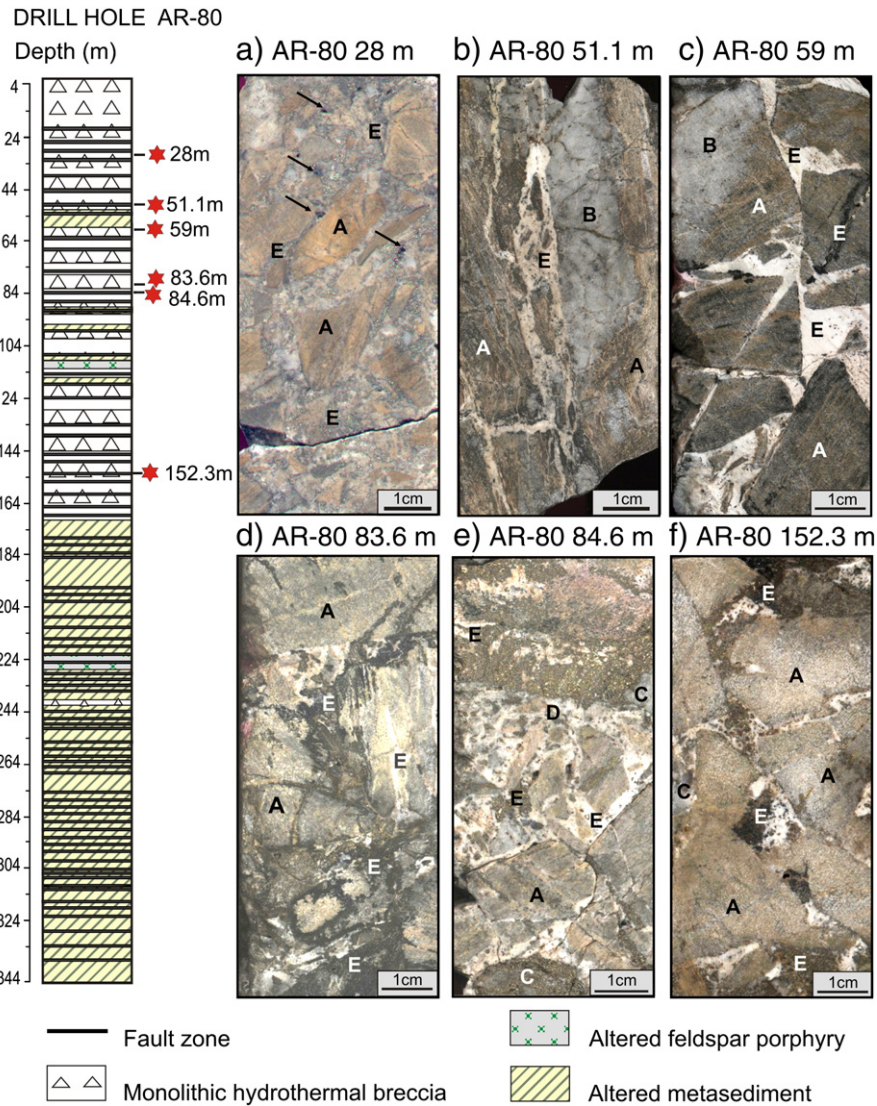 DRILL HOLE AR-80
Depth (m)
a) AR-80 28 m
b) AR-80 51.1 m
c) AR-80 59 m
4
24
44
64
84
104
24
144
164
184
204
224
244
264
284
304
324
344
28m
51.1m
59m
83.6m
84.6m
152.3m
E
A
E
A
E
1cm
B
E
A
A
1cm
B
E
A
E
E
A
1cm
d) AR-80 83.6 m
e) AR-80 84.6 m
f) AR-80 152.3 m
A
E
E
A
E
E
1cm
E
C
D
E
E
A
C
1cm
E
A
A
C
E
A
E
1cm
Fault zone
Altered feldspar porphyry
Monolithic hydrothermal breccia
Altered metasediment